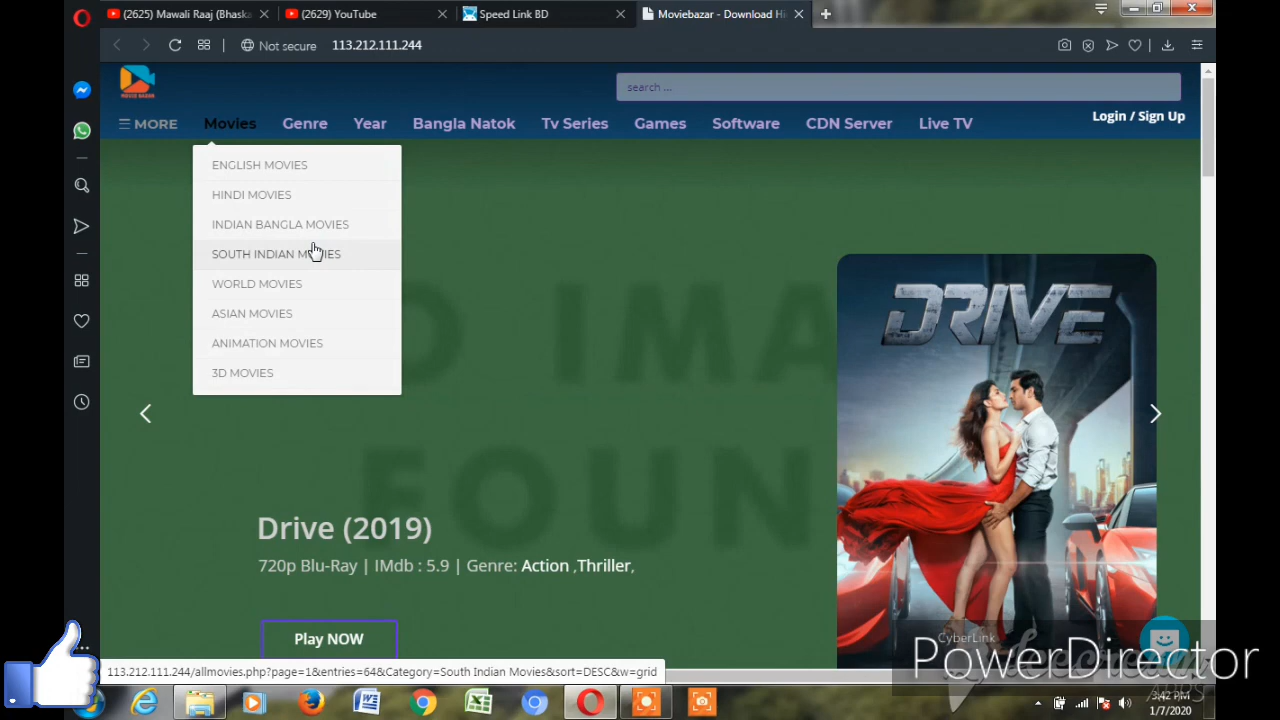 (2625) Mawali Raaj (Bhaska
(2629) YouTube
Speed Link BD
Moviebazar - Download Hi
Not secure
113.212.111.244
MOVIE BAZAR
search ...
Login / Sign Up
MORE
Movies
Genre
Year
Bangla Natok
Tv Series
Games
Software
CDN Server
Live TV
ENGLISH MOVIES
HINDI MOVIES
INDIAN BANGLA MOVIES
SOUTH INDIAN MOVIES
WORLD MOVIES
ASIAN MOVIES
ANIMATION MOVIES
3D MOVIES
DRIVE
Drive (2019)
720p Blu-Ray | IMdb : 5.9 | Genre: Action ,Thriller,
Play NOW
113.212.111.244/allmovies.php?page=1&entries=64&Category=South Indian Movies&sort=DESC&w=grid
CyberLink
PowerDirector
3:42 PM
1/7/2020